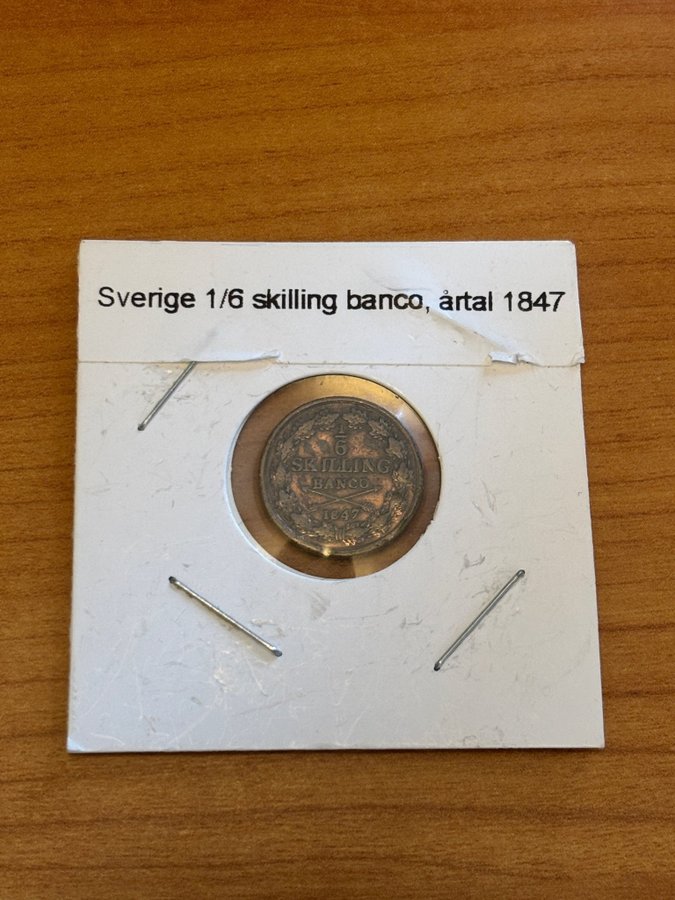 Sverige 1/6 skilling banco, årtal 1847
1
6
SKILLING
BANCO
1847